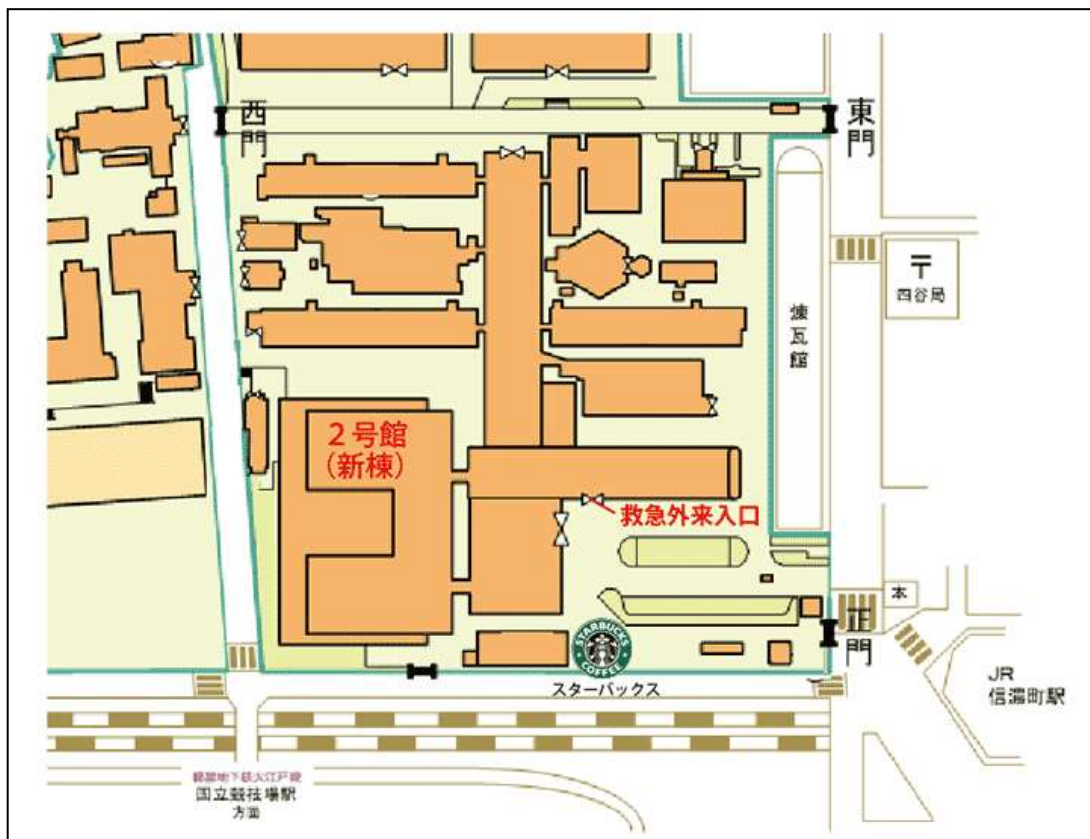 西門
東門
〒
四谷局
煉瓦館
2号館
(新棟)
救急外来入口
本
正門
STARBUCKS
COFFEE
スターバックス
JR
信濃町駅
都営地下鉄大江戸線
国立競技場駅
方面